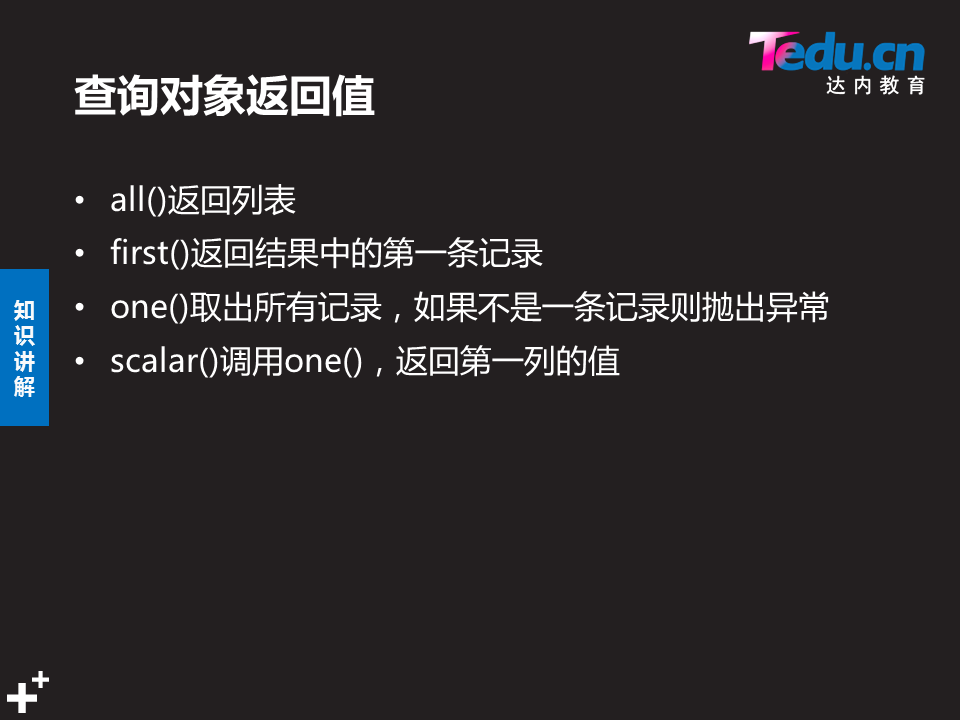 Tedu.cn
达内教育
查询对象返回值
• all()返回列表
• first()返回结果中的第一条记录
• one()取出所有记录，如果不是一条记录则抛出异常
• scalar()调用one()，返回第一列的值
知
识
讲
解